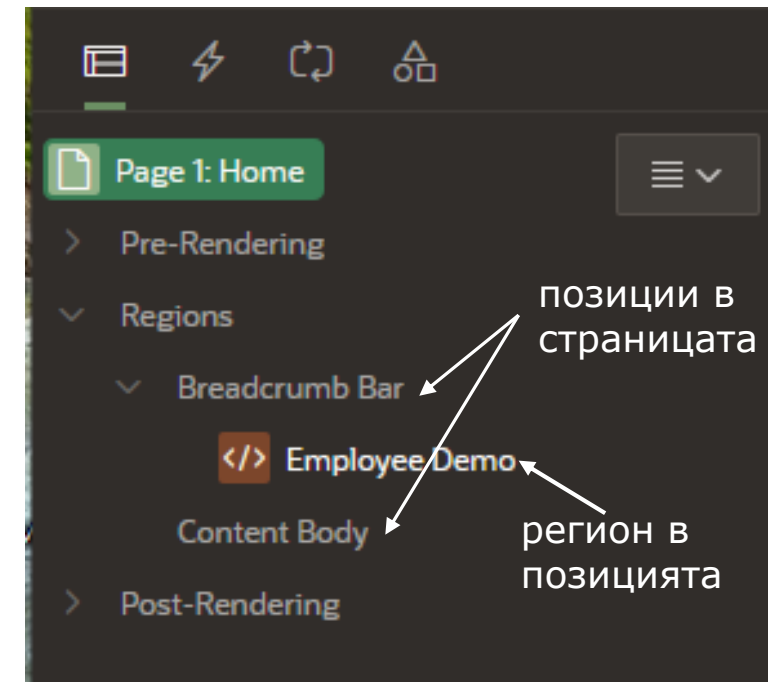 Page 1: Home
Pre-Rendering
позиции в
страницата
Regions
Breadcrumb Bar
</> Employee Demo
Content Body
регион в
позицията
Post-Rendering